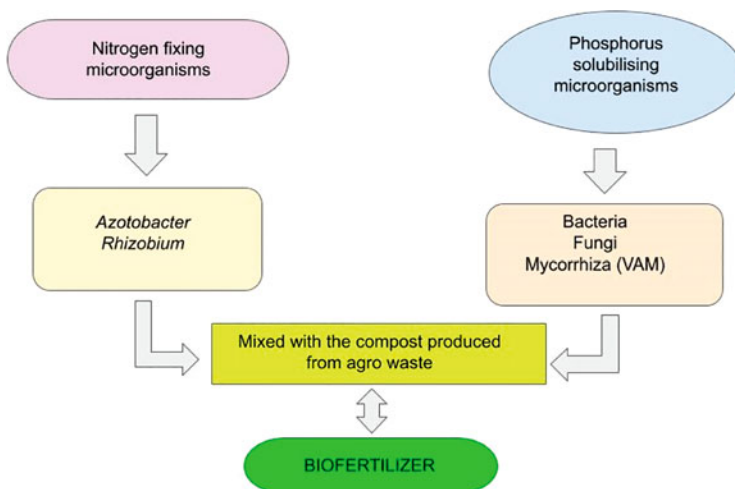 Nitrogen fixing
microorganisms
Phosphorus
solubilising
microorganisms
Azotobacter
Rhizobium
Bacteria
Fungi
Mycorrhiza (VAM)
Mixed with the compost produced
from agro waste
BIOFERTILIZER